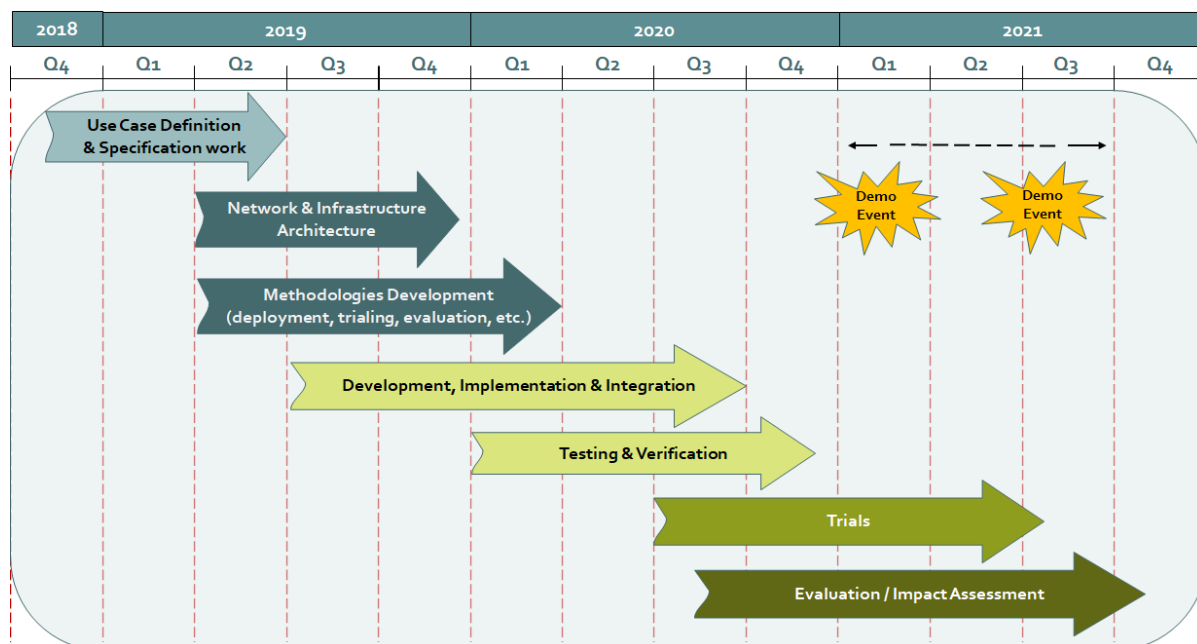 2018 2019 2020 2021
Q4 Q1 Q2 Q3 Q4 Q1 Q2 Q3 Q4 Q1 Q2 Q3 Q4
Use Case Definition
& Specification work
Network & Infrastructure
Architecture
Demo
Event
Demo
Event
Methodologies Development
(deployment, trialing, evaluation, etc.)
Development, Implementation & Integration
Testing & Verification
Trials
Evaluation / Impact Assessment